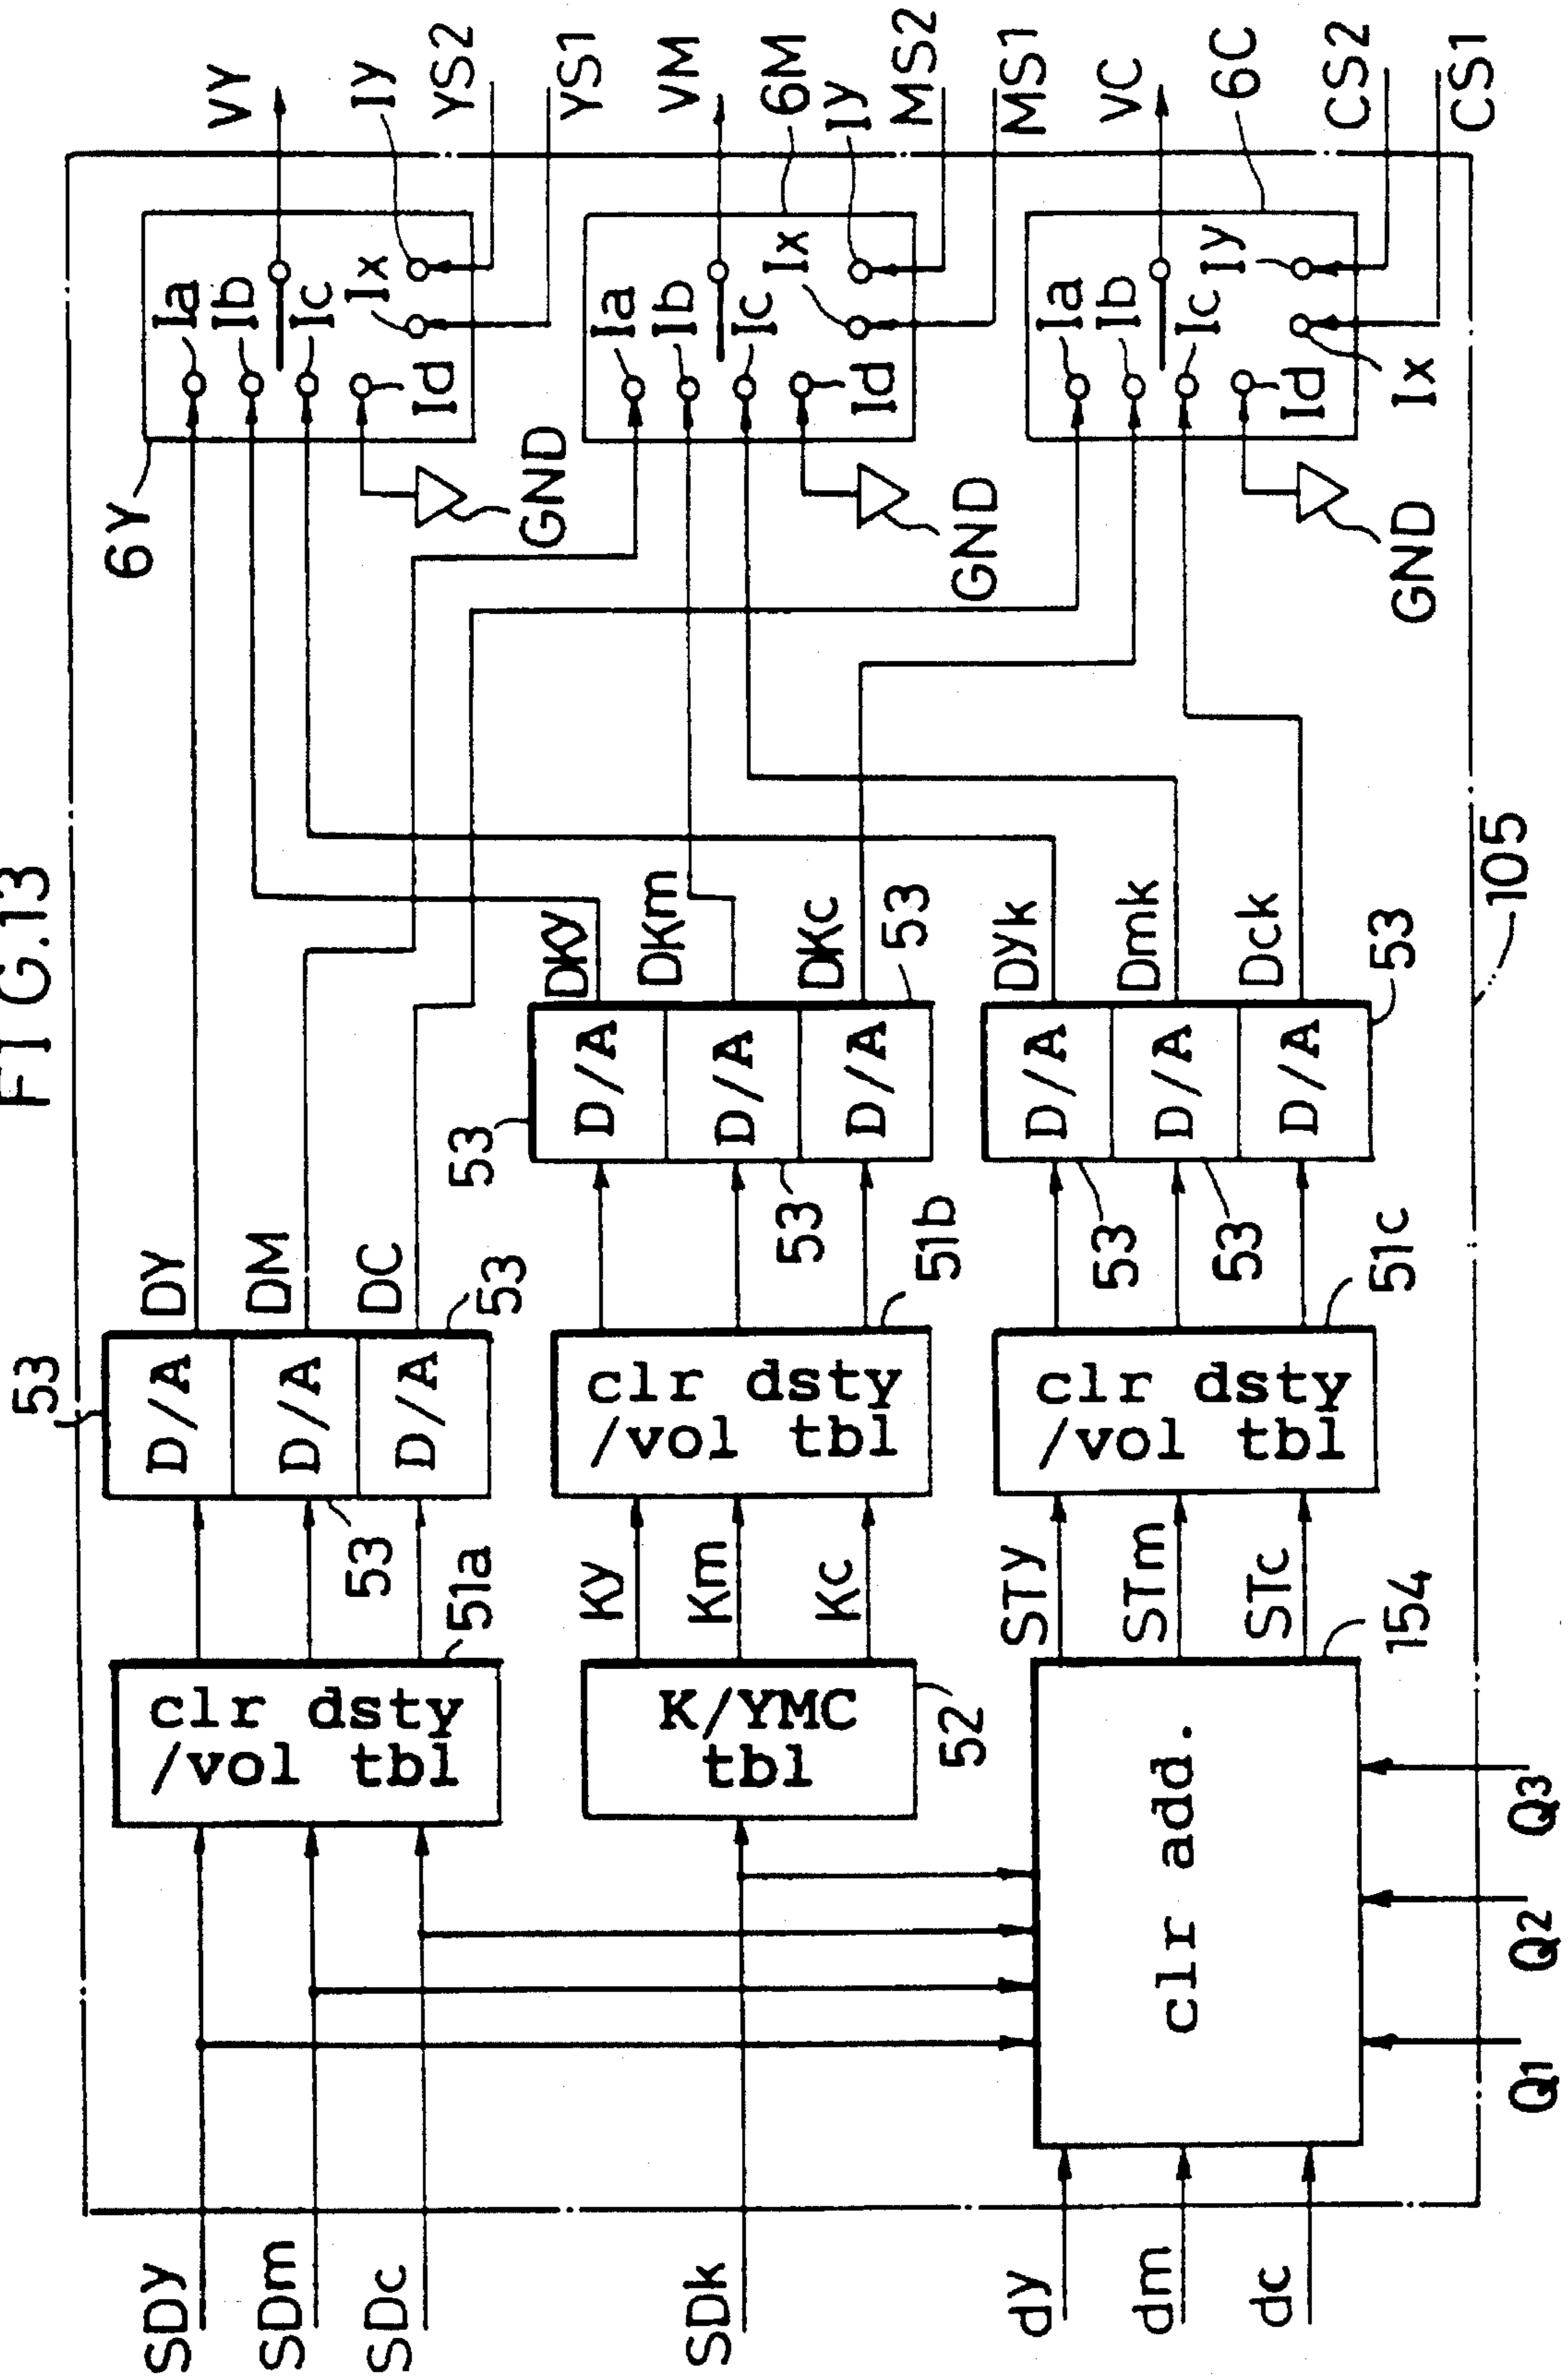 FIG.13
SDy
SDm
SDc
SDk
dy
dm
dc
clr dsty
/vol tbl
51a
K/YMC
tbl
52
clr add.
154
Q1
Q2
Q3
53
D/A
D/A
D/A
53
53
DY
DM
DC
Ky
Km
Kc
clr dsty
/vol tbl
51b
STy
STm
STc
clr dsty
/vol tbl
51c
53
D/A
D/A
D/A
53
53
DKy
DKm
DKc
D/A
D/A
D/A
53
53
53
Dyk
Dmk
Dck
105
6Y
Ia
Ib
Ic
Id
Ix
Iy
GND
VY
YS2
YS1
Ia
Ib
Ic
Id
Ix
Iy
GND
VM
6M
MS2
MS1
Ia
Ib
Ic
Id
Ix
Iy
GND
VC
6C
CS2
CS1